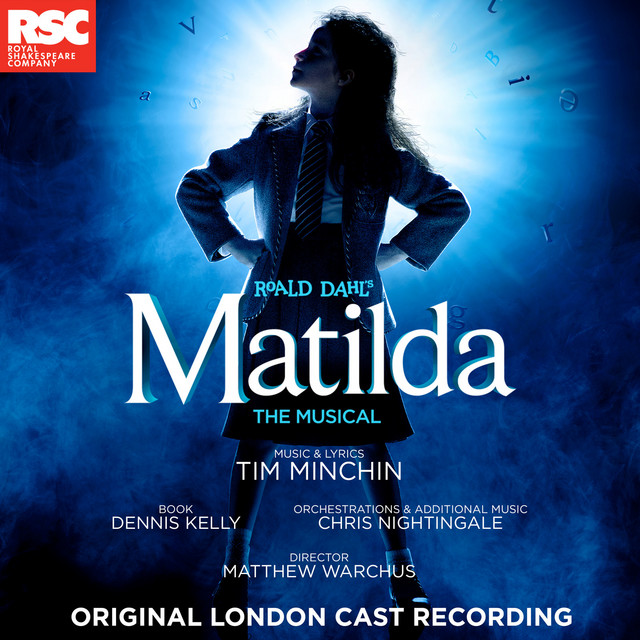 RSC
ROYAL
SHAKESPEARE
COMPANY
ROALD DAHL'S
Matilda
THE MUSICAL
MUSIC & LYRICS
TIM MINCHIN
BOOK
DENNIS KELLY
ORCHESTRATIONS & ADDITIONAL MUSIC
CHRIS NIGHTINGALE
DIRECTOR
MATTHEW WARCHUS
ORIGINAL LONDON CAST RECORDING